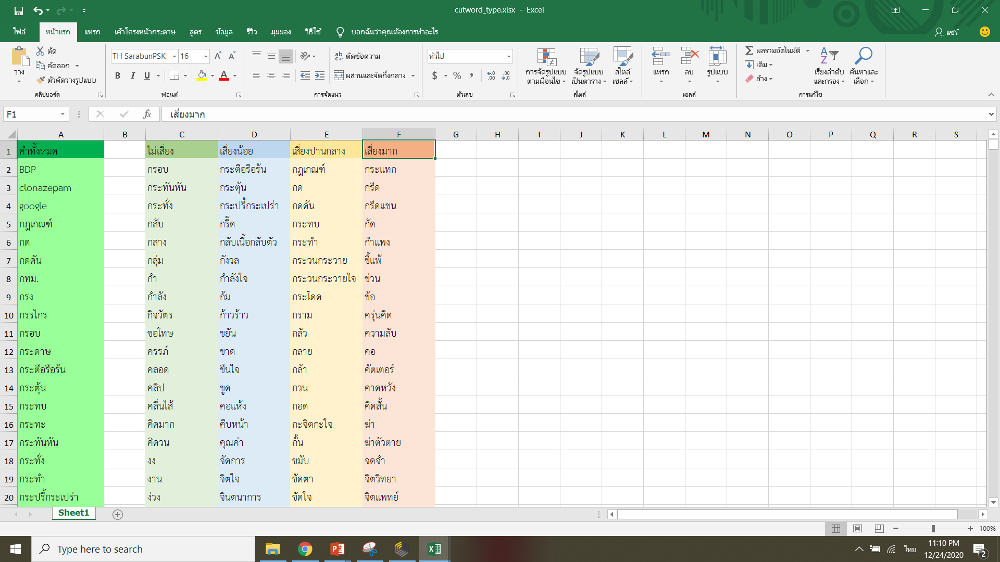 cutword_type.xlsx - Excel
ไฟล์ หน้าแรก แทรก เค้าโครงหน้ากระดาษ สูตร ข้อมูล รีวิว มุมมอง วิธีใช้ บอกฉันว่าคุณต้องการทำอะไร แชร์
วาง
ตัด
คัดลอก
ตัวคัดวางรูปแบบ
คลิปบอร์ด
TH SarabunPSK 16
B I U
ฟอนต์
ตัดข้อความ
ผสานและจัดกึ่งกลาง
การจัดแนว
ทั่วไป
$ % ,
ตัวเลข
การจัดรูปแบบ
ตามเงื่อนไข
จัดรูปแบบ
เป็นตาราง
สไตล์
เซลล์
สไตล์
แทรก ลบ รูปแบบ
เซลล์
ผลรวมอัตโนมัติ
เติม
ล้าง
เรียงลำดับ
และกรอง
ค้นหาและ
เลือก
การแก้ไข
F1 fx เสี่ยงมาก
A B C D E F G H I J K L M N O P Q R S
1 คำทั้งหมด ไม่เสี่ยง เสี่ยงน้อย เสี่ยงปานกลาง เสี่ยงมาก
2 BDP กรอบ กระตือรือร้น กฎเกณฑ์ กระแทก
3 clonazepam กระทันหัน กระตุ้น กด กรีด
4 google กระทั่ง กระปรี้กระเปร่า กดดัน กรีดแขน
5 กฎเกณฑ์ กลับ กรี๊ด กระทบ กัด
6 กด กลาง กลับเนื้อกลับตัว กระทำ กำแพง
7 กดดัน กลุ่ม กังวล กระวนกระวาย ขี้แพ้
8 กทม. กำ กำลังใจ กระวนกระวายใจ ข่วน
9 กรง กำลัง ก้ม กระโดด ข้อ
10 กรรไกร กิจวัตร ก้าวร้าว กราม ครุ่นคิด
11 กรอบ ขอโทษ ขยัน กลัว ความลับ
12 กระดาษ ครรภ์ ขาด กลาย คอ
13 กระตือรือร้น คลอด ขืนใจ กล้า คัตเตอร์
14 กระตุ้น คลิป ขูด กวน คาดหวัง
15 กระทบ คลื่นไส้ คอแห้ง กอด คิดสั้น
16 กระทะ คิดมาก คืบหน้า กะจิตกะใจ ฆ่า
17 กระทันหัน คิดวน คุณค่า กั้น ฆ่าตัวตาย
18 กระทั่ง งง จัดการ ขมับ จดจำ
19 กระทำ งาน จิตใจ ขัดตา จิตวิทยา
20 กระปรี้กระเปร่า ง่วง จินตนาการ ขัดใจ จิตแพทย์
Sheet1
100%
Type here to search
ไทย
11:10 PM
12/24/2020
2